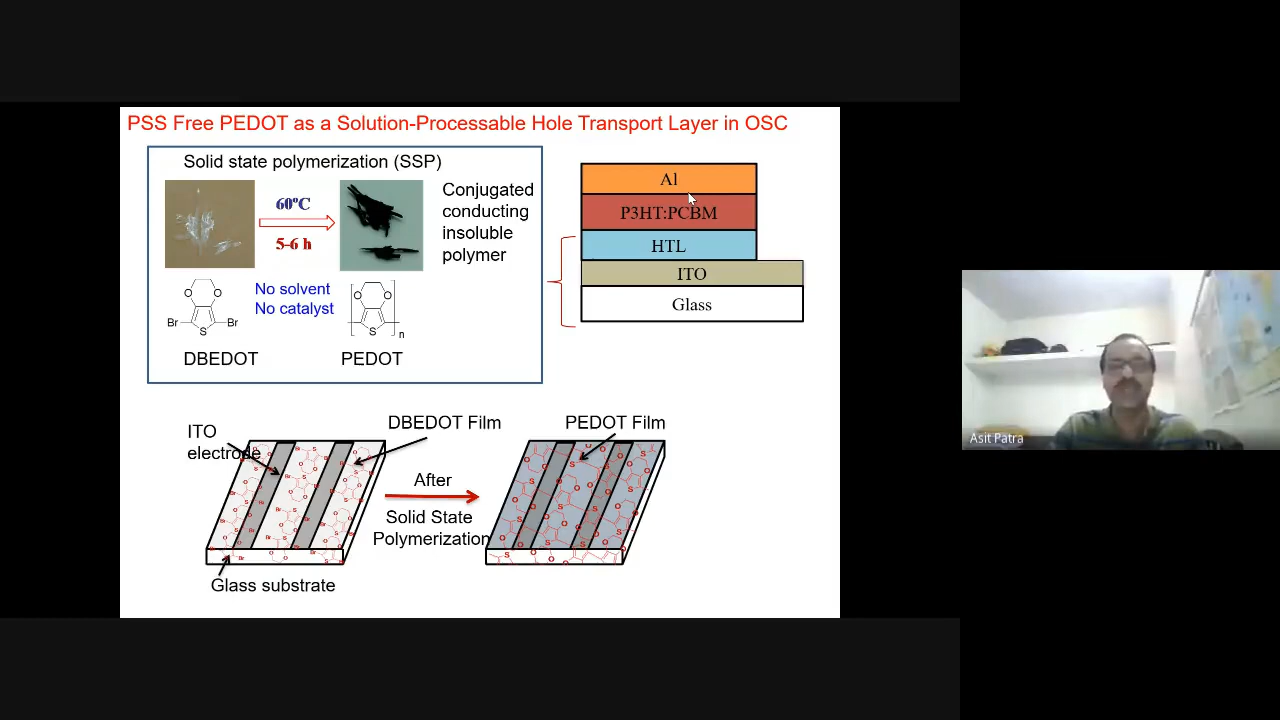 PSS Free PEDOT as a Solution-Processable Hole Transport Layer in OSC
Solid state polymerization (SSP)
60ºC
5-6 h
Conjugated
conducting
insoluble
polymer
No solvent
No catalyst
O
O
Br
S
Br
O
O
S
n
DBEDOT
PEDOT
Al
P3HT:PCBM
HTL
ITO
Glass
ITO
electrode
DBEDOT Film
PEDOT Film
After
Solid State
Polymerization
Glass substrate
Asit Patra